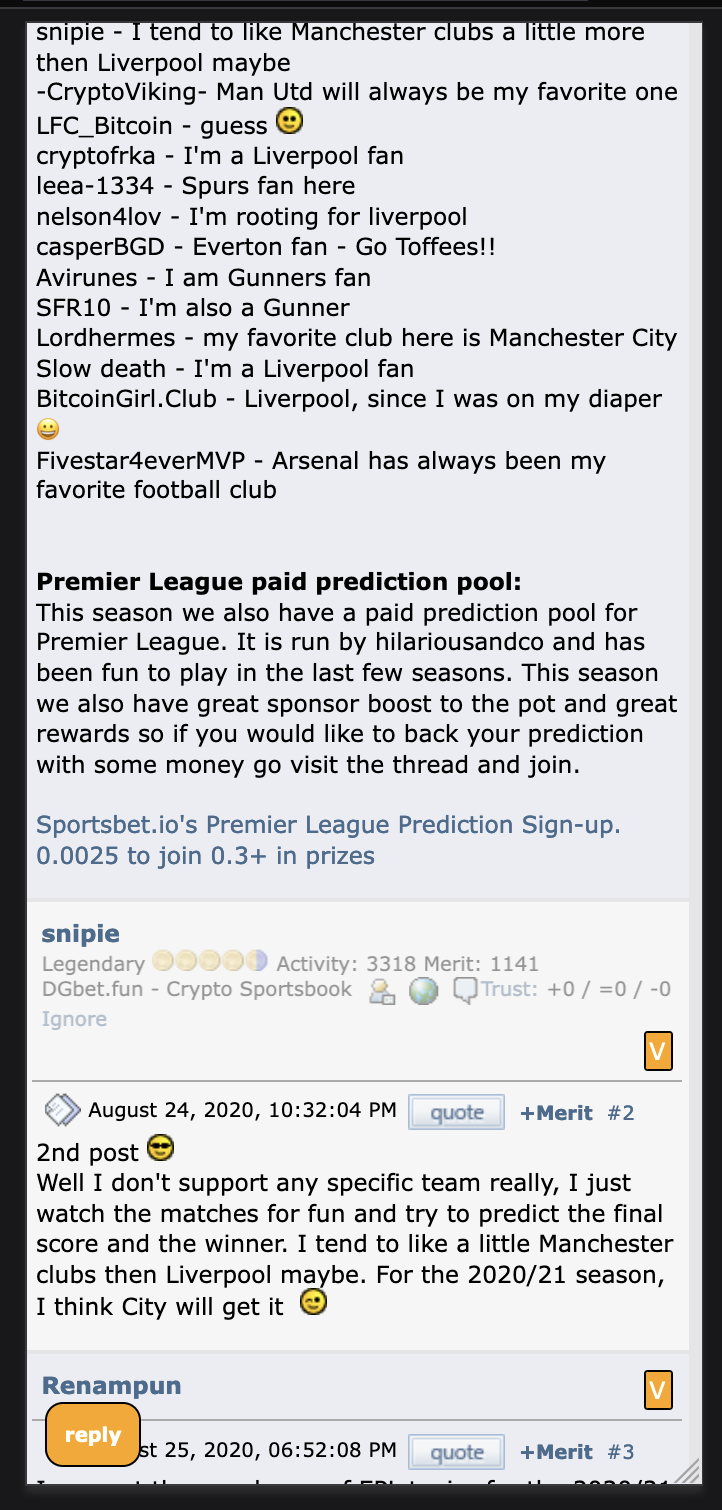 snipie - I tend to like Manchester clubs a little more
then Liverpool maybe
-CryptoViking- Man Utd will always be my favorite one
LFC_Bitcoin - guess
cryptofrka - I'm a Liverpool fan
leea-1334 - Spurs fan here
nelson4lov - I'm rooting for liverpool
casperBGD - Everton fan - Go Toffees!!
Avirunes - I am Gunners fan
SFR10 - I'm also a Gunner
Lordhermes - my favorite club here is Manchester City
Slow death - I'm a Liverpool fan
BitcoinGirl.Club - Liverpool, since I was on my diaper
😀
Fivestar4everMVP - Arsenal has always been my
favorite football club
Premier League paid prediction pool:
This season we also have a paid prediction pool for
Premier League. It is run by hilariousandco and has
been fun to play in the last few seasons. This season
we also have great sponsor boost to the pot and great
rewards so if you would like to back your prediction
with some money go visit the thread and join.
Sportsbet.io's Premier League Prediction Sign-up.
0.0025 to join 0.3+ in prizes
snipie
Legendary Activity: 3318 Merit: 1141
DGbet.fun - Crypto Sportsbook Trust: +0 / =0 / -0
Ignore
V
August 24, 2020, 10:32:04 PM quote +Merit #2
2nd post
Well I don't support any specific team really, I just
watch the matches for fun and try to predict the final
score and the winner. I tend to like a little Manchester
clubs then Liverpool maybe. For the 2020/21 season,
I think City will get it
Renampun
V
reply
st 25, 2020, 06:52:08 PM quote +Merit #3